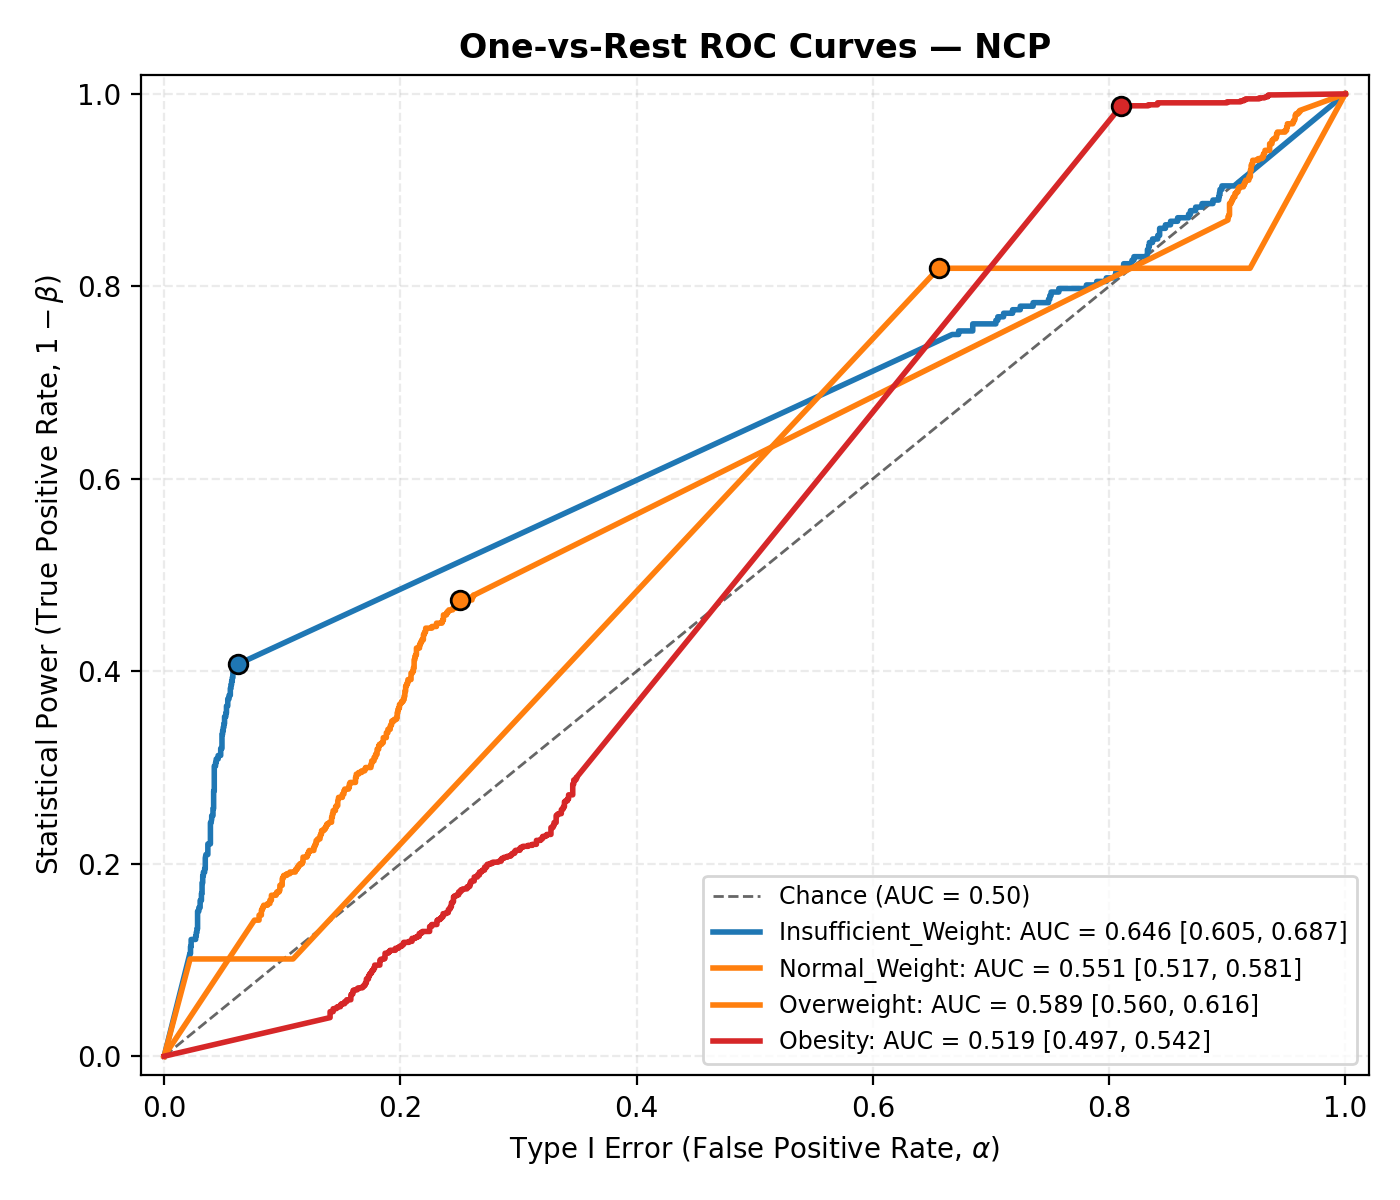 One-vs-Rest ROC Curves — NCP
Statistical Power (True Positive Rate, 1 − β)
1.0
0.8
0.6
0.4
0.2
0.0
Chance (AUC = 0.50)
Insufficient_Weight: AUC = 0.646 [0.605, 0.687]
Normal_Weight: AUC = 0.551 [0.517, 0.581]
Overweight: AUC = 0.589 [0.560, 0.616]
Obesity: AUC = 0.519 [0.497, 0.542]
0.0 0.2 0.4 0.6 0.8 1.0
Type I Error (False Positive Rate, α)